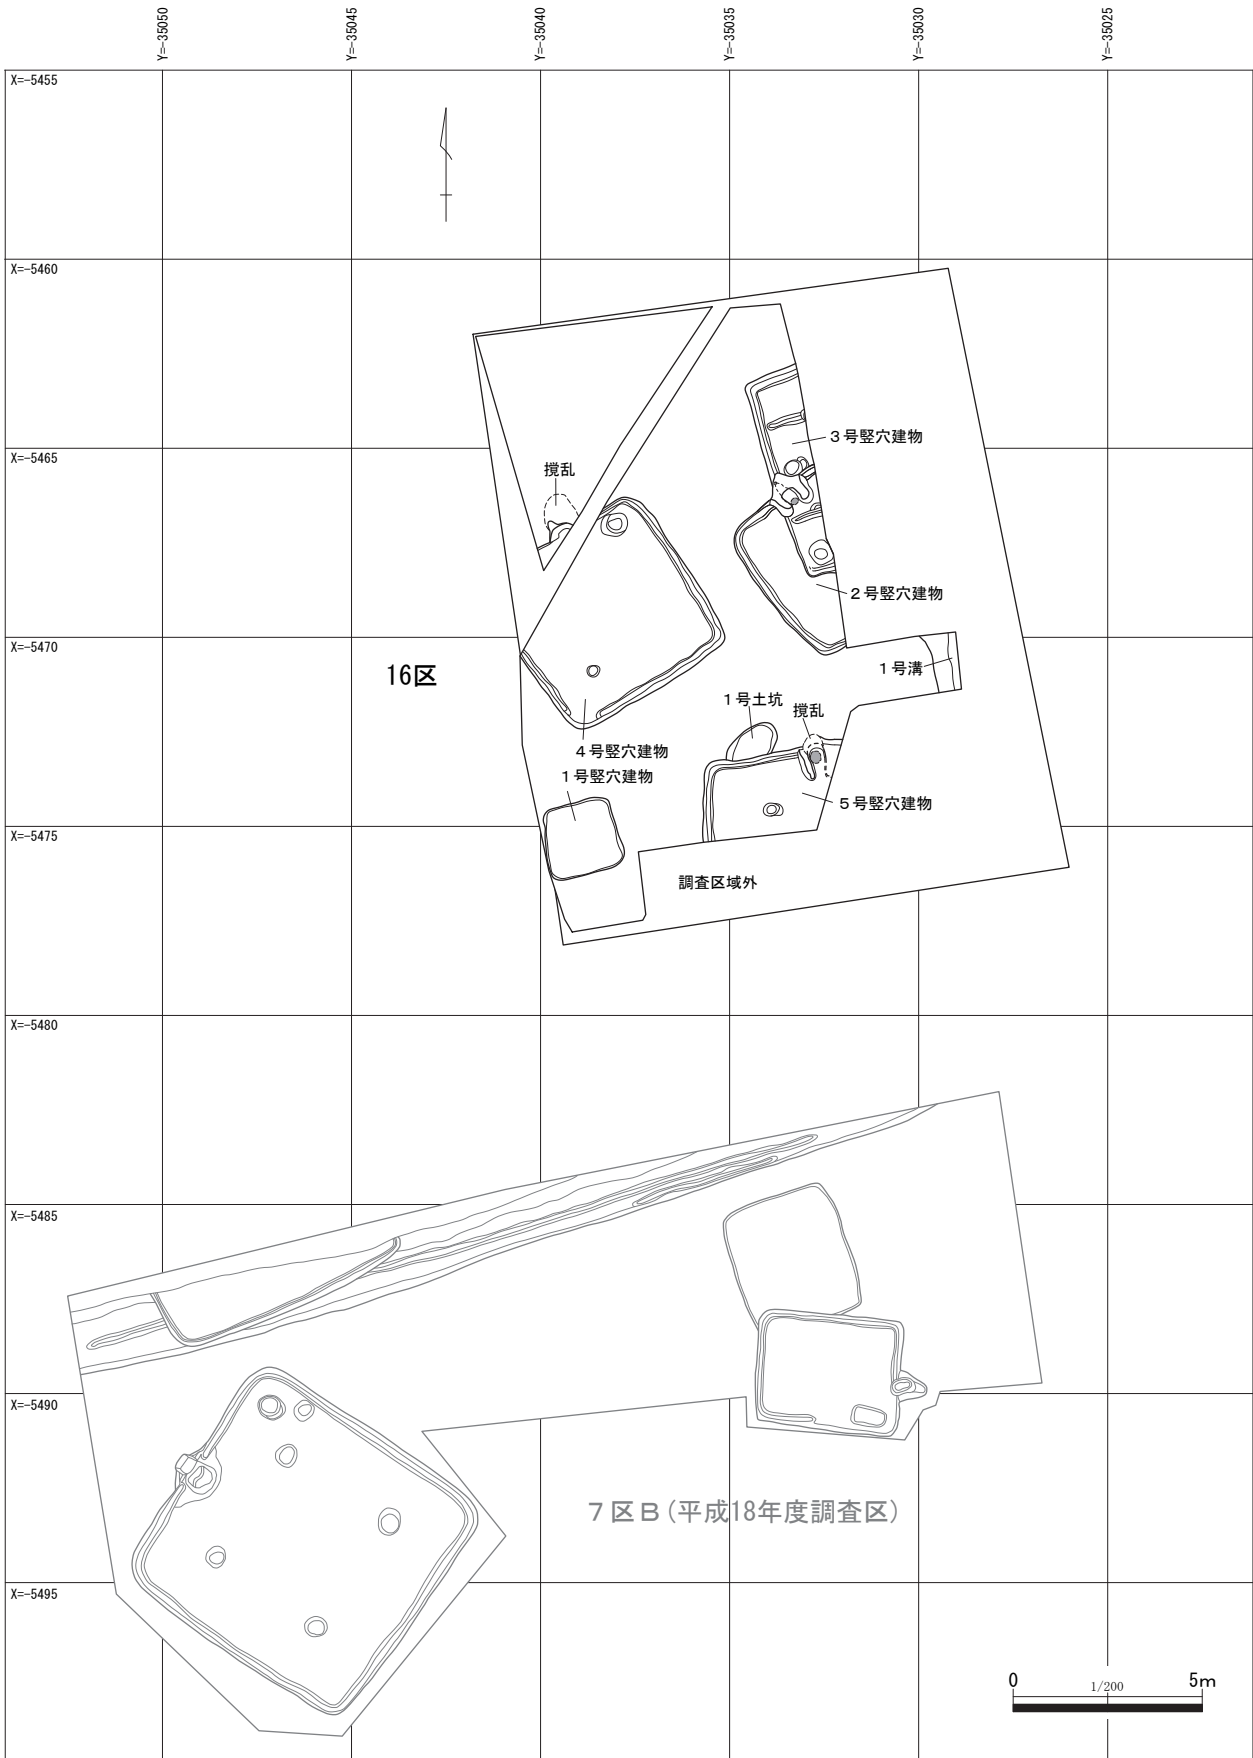 Y=-35050
Y=-35045
Y=-35040
Y=-35035
Y=-35030
Y=-35025
X=-5455
X=-5460
X=-5465
X=-5470
X=-5475
X=-5480
X=-5485
X=-5490
X=-5495
３号竪穴建物
撹乱
２号竪穴建物
16区
１号溝
１号土坑
撹乱
４号竪穴建物
１号竪穴建物
５号竪穴建物
調査区域外
７区Ｂ（平成18年度調査区）
0 1/200 5m